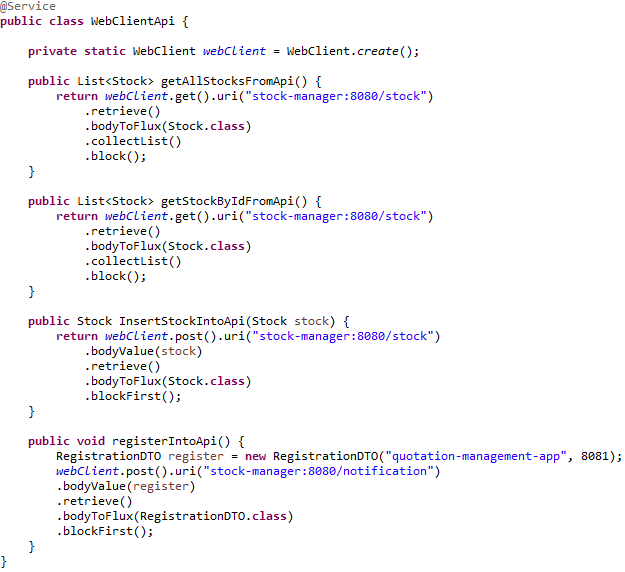 @Service
public class WebClientApi {
    private static WebClient webClient = WebClient.create();
    public List<Stock> getAllStocksFromApi() {
        return webClient.get().uri("stock-manager:8080/stock")
            .retrieve()
            .bodyToFlux(Stock.class)
            .collectList()
            .block();
    }
    public List<Stock> getStockByIdFromApi() {
        return webClient.get().uri("stock-manager:8080/stock")
            .retrieve()
            .bodyToFlux(Stock.class)
            .collectList()
            .block();
    }
    public Stock InsertStockIntoApi(Stock stock) {
        return webClient.post().uri("stock-manager:8080/stock")
            .bodyValue(stock)
            .retrieve()
            .bodyToFlux(Stock.class)
            .blockFirst();
    }
    public void registerIntoApi() {
        RegistrationDTO register = new RegistrationDTO("quotation-management-app", 8081);
        webClient.post().uri("stock-manager:8080/notification")
        .bodyValue(register)
        .retrieve()
        .bodyToFlux(RegistrationDTO.class)
        .blockFirst();
    }
}